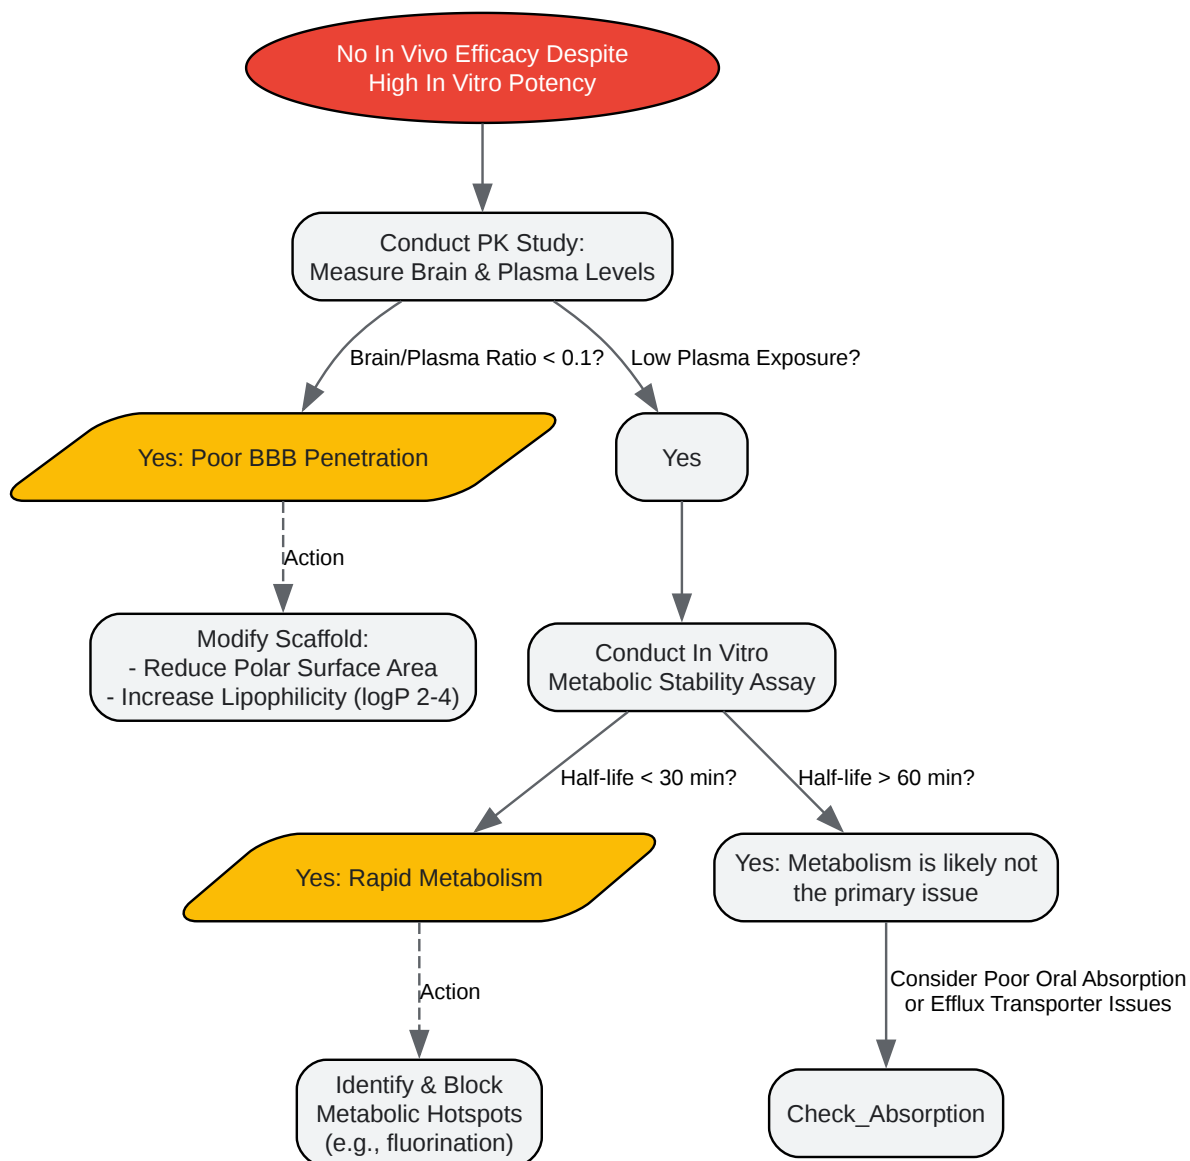 No In Vivo Efficacy Despite
High In Vitro Potency
Conduct PK Study:
Measure Brain & Plasma Levels
Brain/Plasma Ratio < 0.1?
Low Plasma Exposure?
Yes: Poor BBB Penetration
Yes
Action
Modify Scaffold:
- Reduce Polar Surface Area
- Increase Lipophilicity (logP 2-4)
Conduct In Vitro
Metabolic Stability Assay
Half-life < 30 min?
Half-life > 60 min?
Yes: Rapid Metabolism
Yes: Metabolism is likely not
the primary issue
Action
Consider Poor Oral Absorption
or Efflux Transporter Issues
Identify & Block
Metabolic Hotspots
(e.g., fluorination)
Check_Absorption